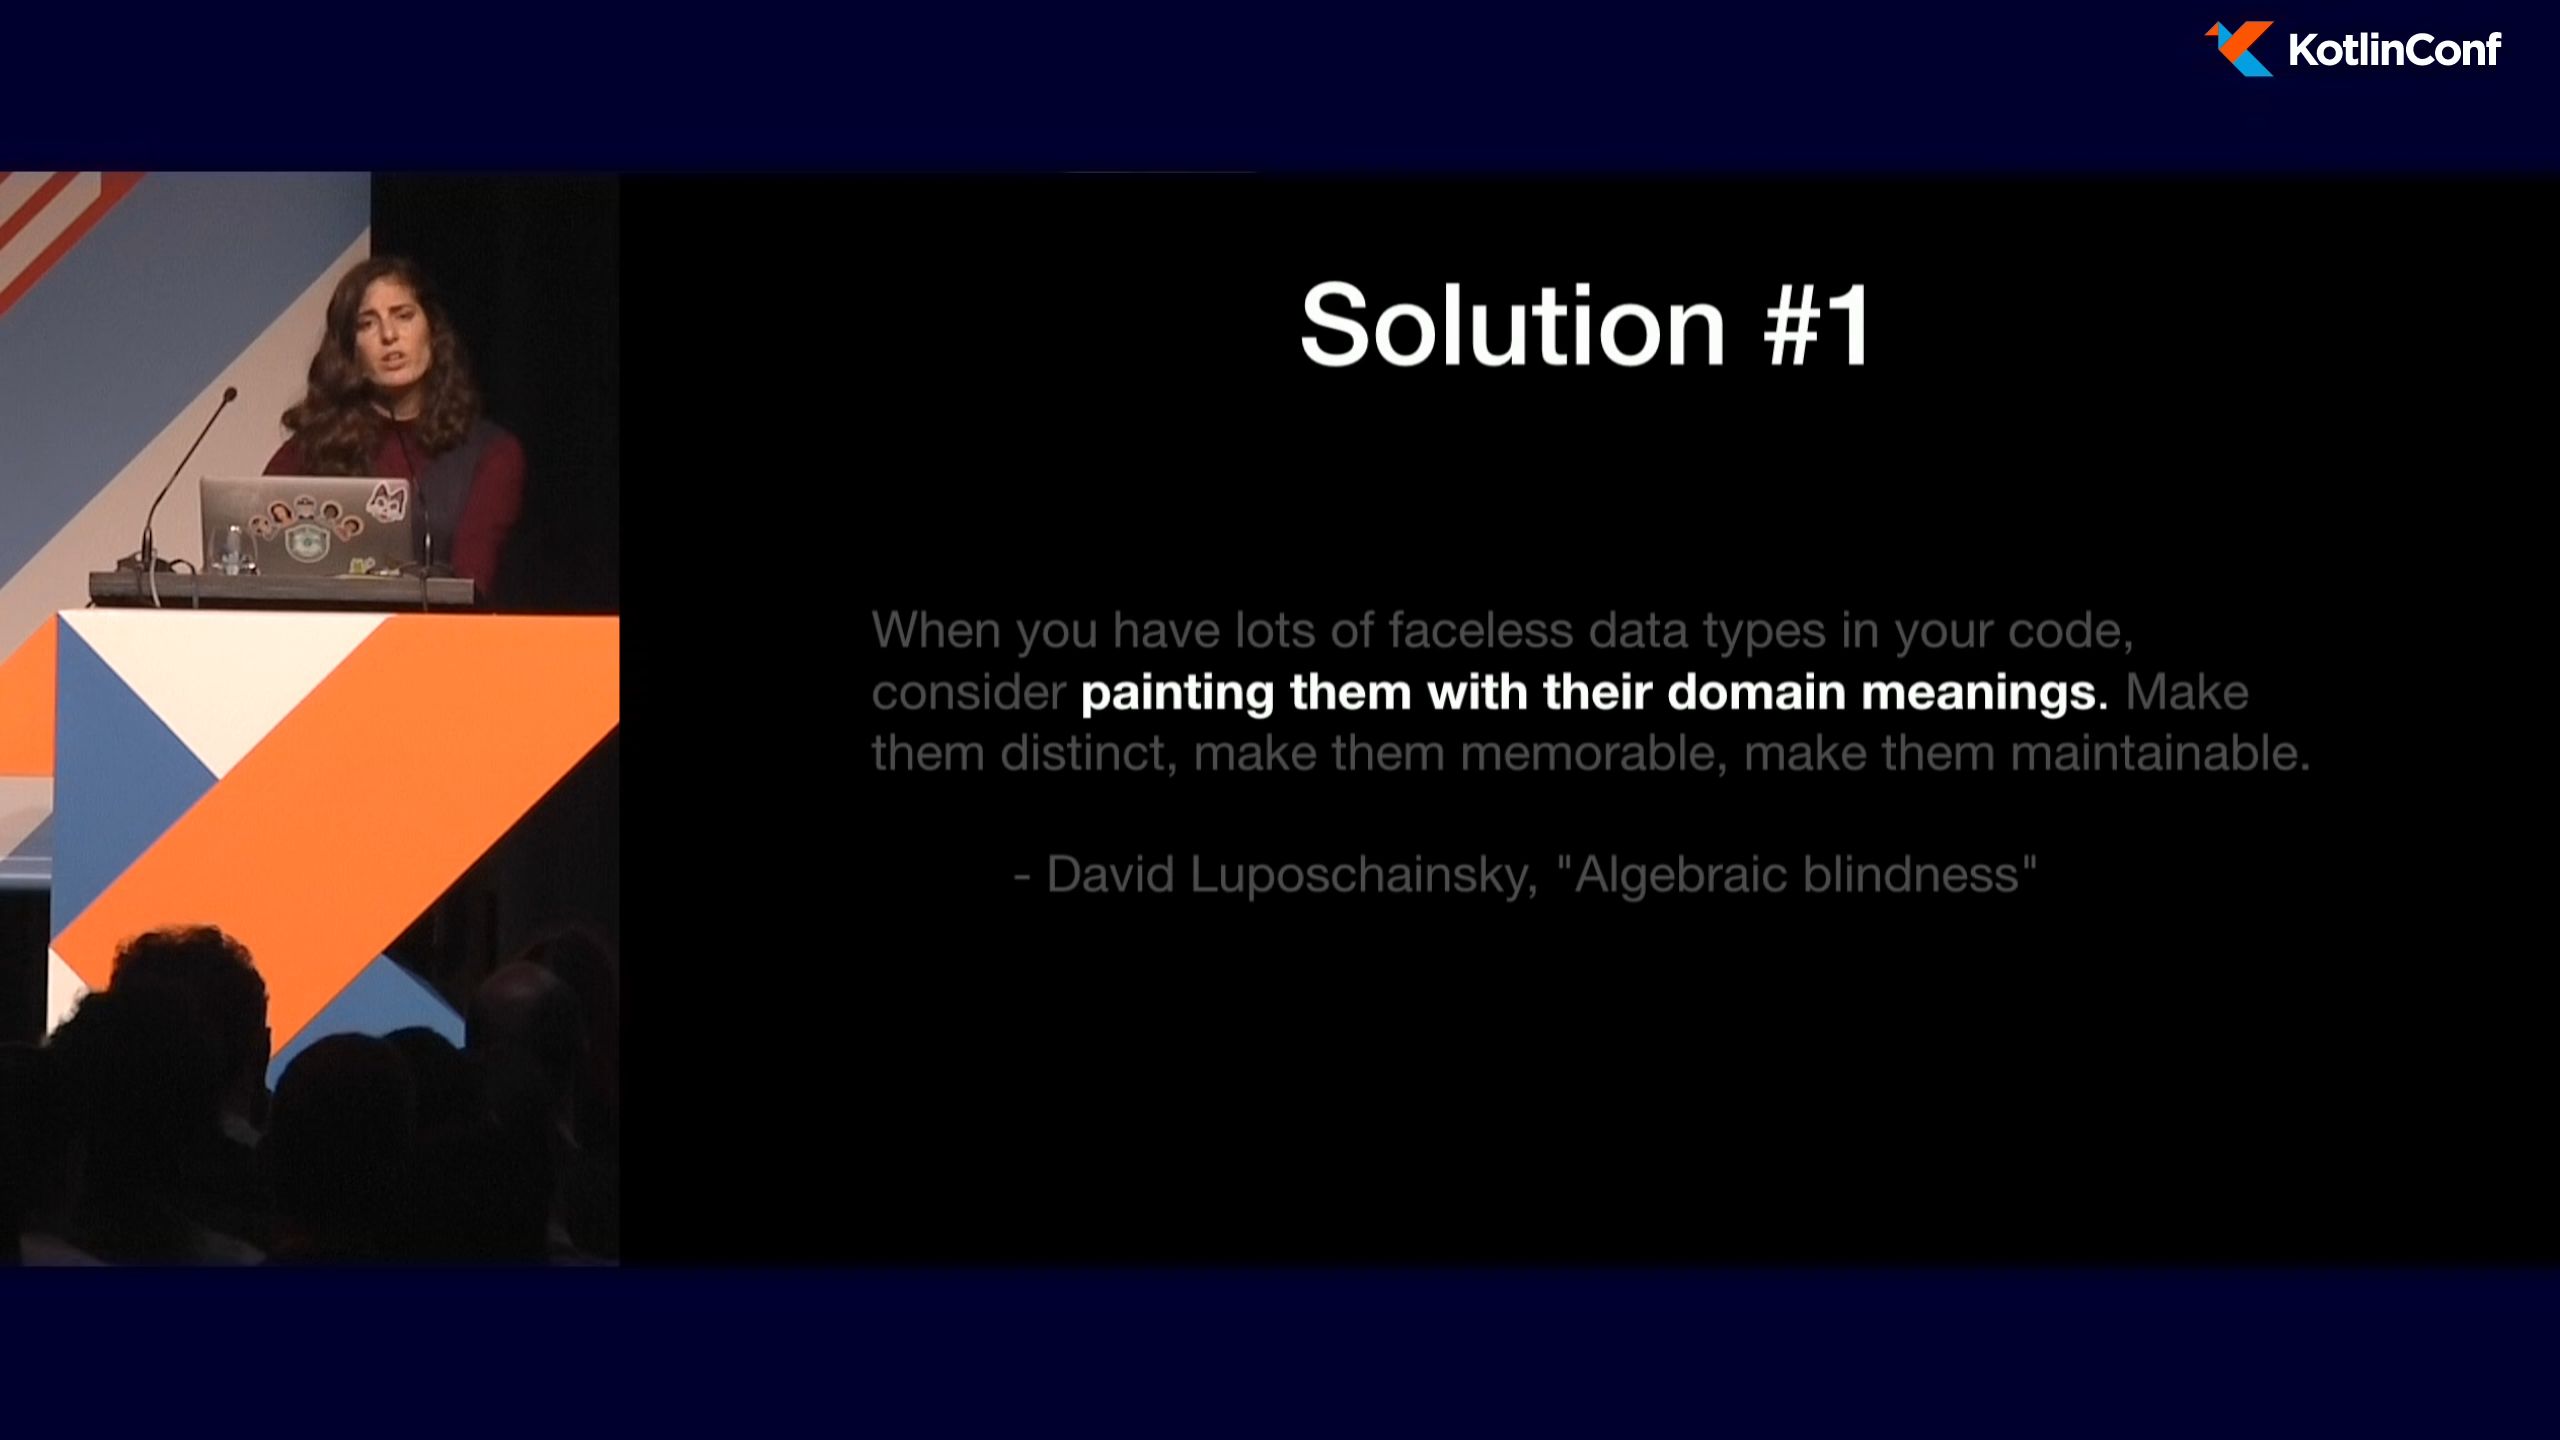 KotlinConf
Solution #1
When you have lots of faceless data types in your code,
consider painting them with their domain meanings. Make
them distinct, make them memorable, make them maintainable.
- David Luposchainsky, "Algebraic blindness"